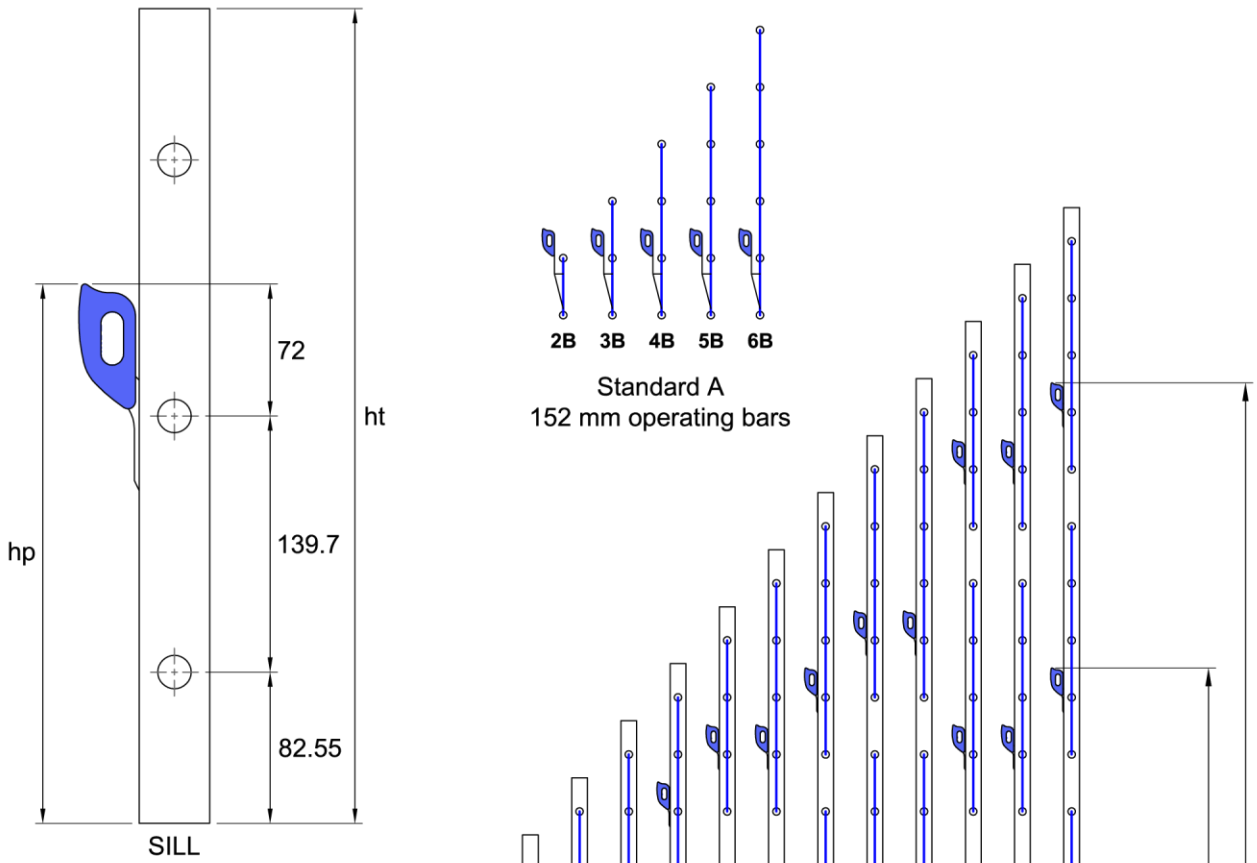 72
ht
hp
139.7
82.55
SILL
2B 3B 4B 5B 6B
Standard A
152 mm operating bars